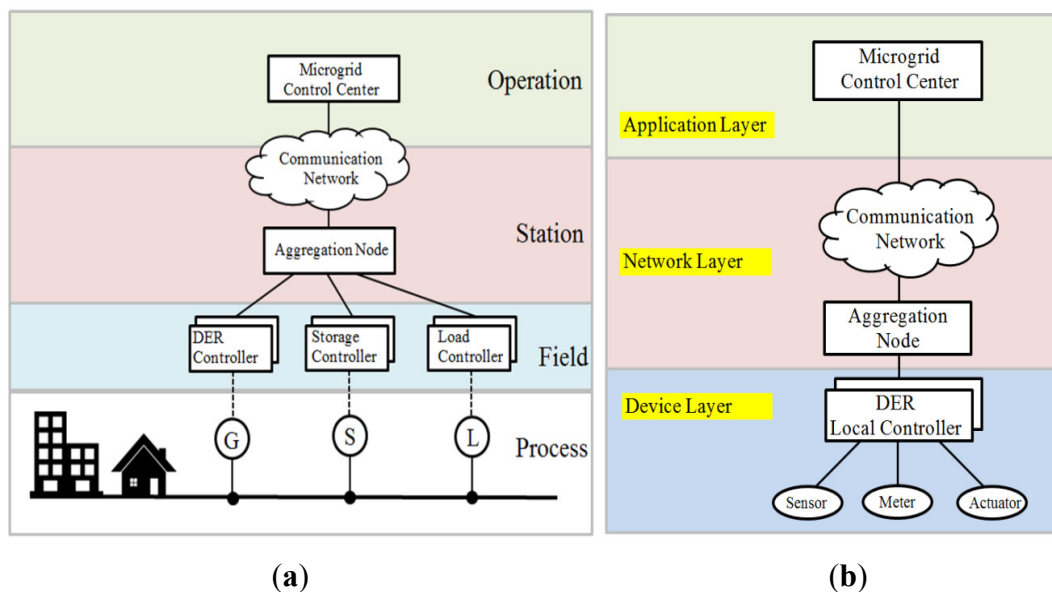 Microgrid
Control Center
Operation
Communication
Network
Station
Aggregation Node
DER
Controller
Storage
Controller
Load
Controller
Field
G
S
L
Process
(a)
Microgrid
Control Center
Application Layer
Communication
Network
Network Layer
Aggregation
Node
Device Layer
DER
Local Controller
Sensor
Meter
Actuator
(b)